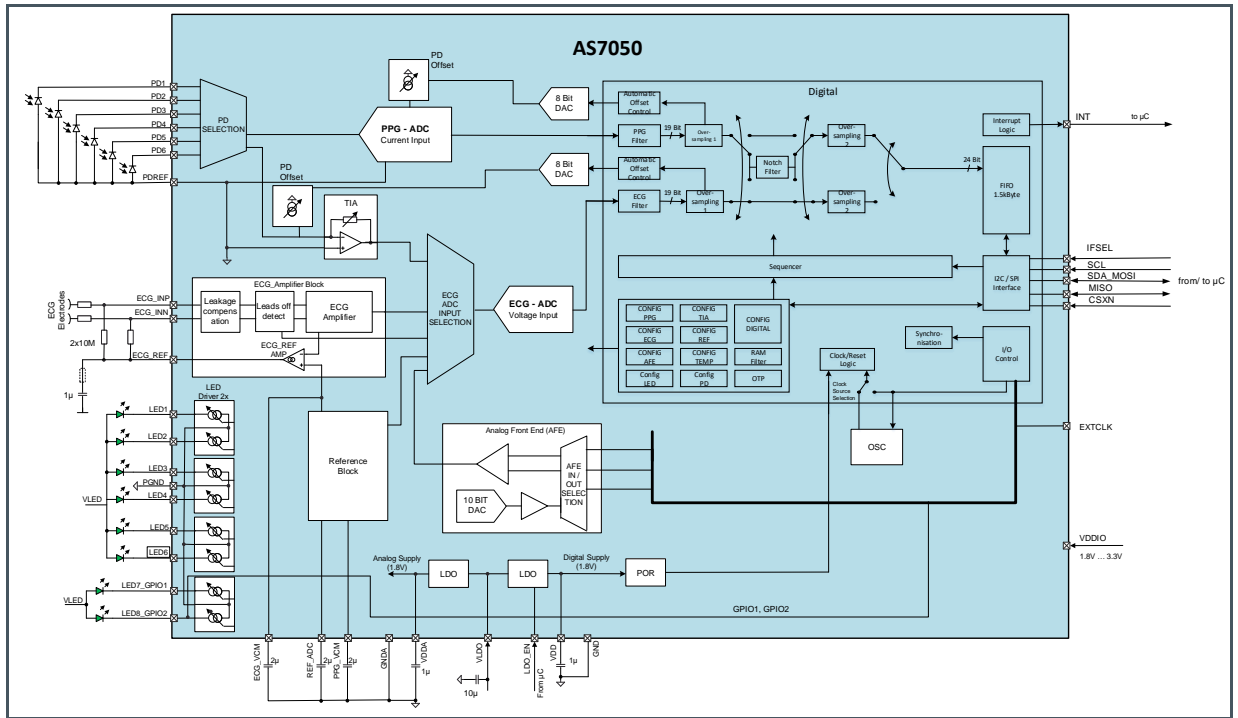 AS7050
PD1
PD2
PD3
PD4
PD5
PD6
PDREF
PD
SELECTION
PD
Offset
PPG - ADC
Current Input
8 Bit
DAC
PD
Offset
8 Bit
DAC
TIA
Digital
Automatic
Offset
Control
PPG
Filter
19 Bit
Over-
sampling 1
Automatic
Offset
Control
ECG
Filter
19 Bit
Over-
sampling
1
Notch
Filter
Over-
sampling
2
Over-
sampling
2
24 Bit
Interrupt
Logic
FIFO
1.5kByte
INT
to µC
IFSEL
SCL
SDA_MOSI
MISO
CSXN
from/ to µC
I2C / SPI
Interface
Sequencer
CONFIG
PPG
CONFIG
TIA
CONFIG
DIGITAL
CONFIG
ECG
CONFIG
REF
CONFIG
AFE
CONFIG
TEMP
RAM
Filter
Config
LED
Config
PD
OTP
Synchro-
nisation
I/O
Control
Clock/Reset
Logic
Clock
Source
Selection
OSC
EXTCLK
ECG
Electrodes
2x10M
1µ
ECG_INP
ECG_INN
ECG_REF
ECG_Amplifier Block
Leakage
compens
ation
Leads off
detect
ECG
Amplifier
ECG_REF
AMP
ECG
ADC
INPUT
SELECTION
ECG - ADC
Voltage Input
LED
Driver 2x
LED1
LED2
LED3
PGND
LED4
VLED
LED5
LED6
LED7_GPIO1
VLED
LED8_GPIO2
Reference
Block
Analog Front End (AFE)
10 BIT
DAC
AFE
IN /
OUT
SELEC
TION
VDDIO
1.8V ... 3.3V
Analog Supply
(1.8V)
LDO
LDO
Digital Supply
(1.8V)
POR
GPIO1, GPIO2
ECG_VCM
2µ
REF_ADC
2µ
PPG_VCM
2µ
GNDA
VDDA
1µ
VLDO
10µ
LDO_EN
From µC
VDD
1µ
GND